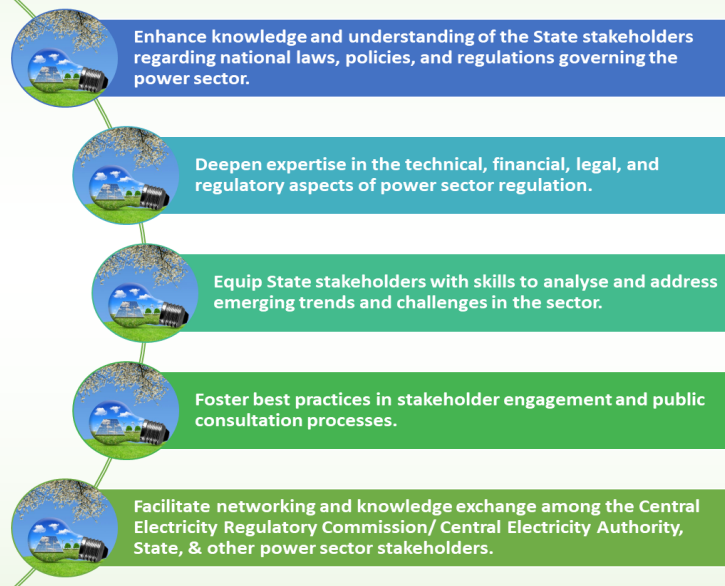 Enhance knowledge and understanding of the State stakeholders
regarding national laws, policies, and regulations governing the
power sector.
Deepen expertise in the technical, financial, legal, and
regulatory aspects of power sector regulation.
Equip State stakeholders with skills to analyse and address
emerging trends and challenges in the sector.
Foster best practices in stakeholder engagement and public
consultation processes.
Facilitate networking and knowledge exchange among the Central
Electricity Regulatory Commission/ Central Electricity Authority,
State, & other power sector stakeholders.